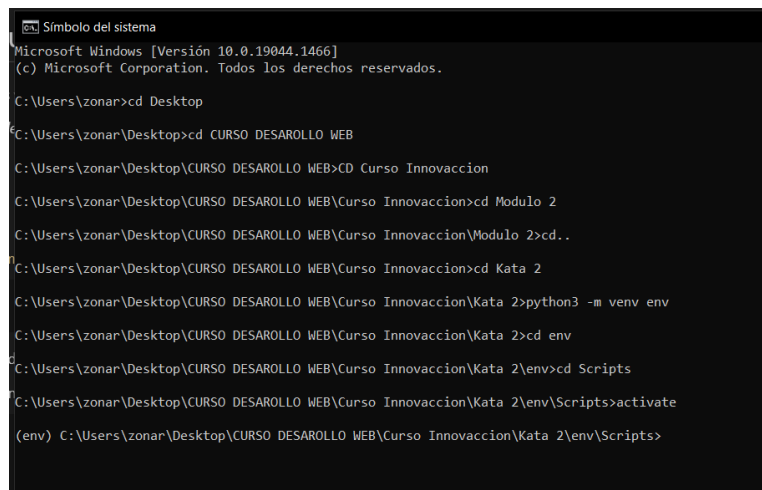 Símbolo del sistema
Microsoft Windows [Versión 10.0.19044.1466]
(c) Microsoft Corporation. Todos los derechos reservados.
C:\Users\zonar>cd Desktop
C:\Users\zonar\Desktop>cd CURSO DESAROLLO WEB
C:\Users\zonar\Desktop\CURSO DESAROLLO WEB>CD Curso Innovaccion
C:\Users\zonar\Desktop\CURSO DESAROLLO WEB\Curso Innovaccion>cd Modulo 2
C:\Users\zonar\Desktop\CURSO DESAROLLO WEB\Curso Innovaccion\Modulo 2>cd..
C:\Users\zonar\Desktop\CURSO DESAROLLO WEB\Curso Innovaccion>cd Kata 2
C:\Users\zonar\Desktop\CURSO DESAROLLO WEB\Curso Innovaccion\Kata 2>python3 -m venv env
C:\Users\zonar\Desktop\CURSO DESAROLLO WEB\Curso Innovaccion\Kata 2>cd env
C:\Users\zonar\Desktop\CURSO DESAROLLO WEB\Curso Innovaccion\Kata 2\env>cd Scripts
C:\Users\zonar\Desktop\CURSO DESAROLLO WEB\Curso Innovaccion\Kata 2\env\Scripts>activate
(env) C:\Users\zonar\Desktop\CURSO DESAROLLO WEB\Curso Innovaccion\Kata 2\env\Scripts>